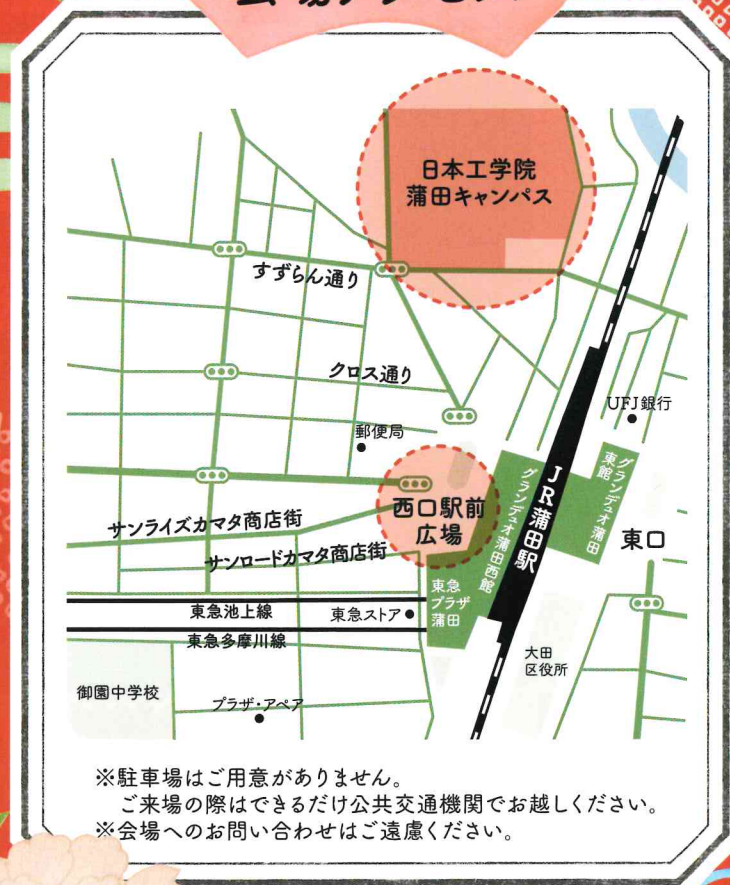 日本工学院
蒲田キャンパス
すずらん通り
クロス通り
UFJ銀行
郵便局
西口駅前
広場
グランデュオ蒲田西館
JR蒲田駅
グランデュオ蒲田
東館
東口
サンライズカマタ商店街
サンロードカマタ商店街
東急
プラザ
蒲田
東急池上線
東急ストア
東急多摩川線
大田
区役所
御園中学校
プラザ・アペア
※駐車場はご用意がありません。
ご来場の際はできるだけ公共交通機関でお越しください。
※会場へのお問い合わせはご遠慮ください。